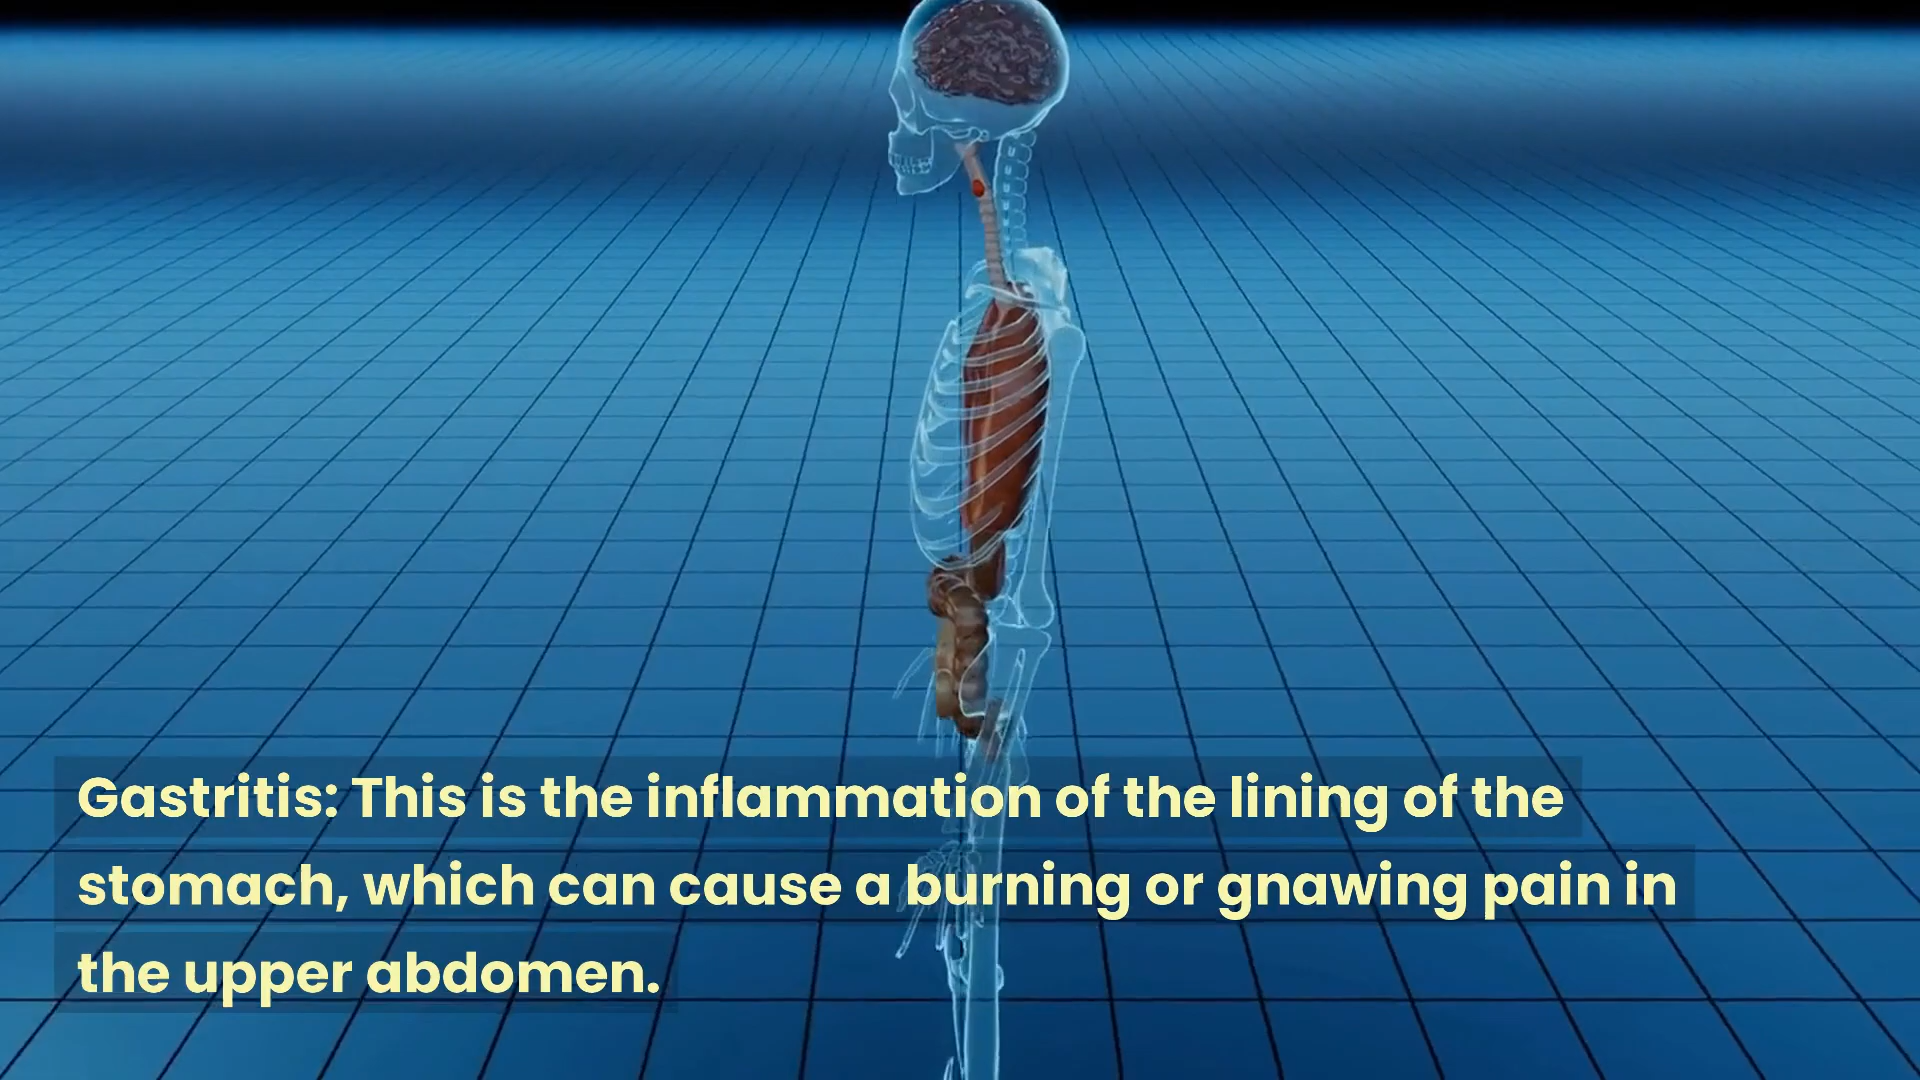 Gastritis: This is the inflammation of the lining of the
stomach, which can cause a burning or gnawing pain in
the upper abdomen.